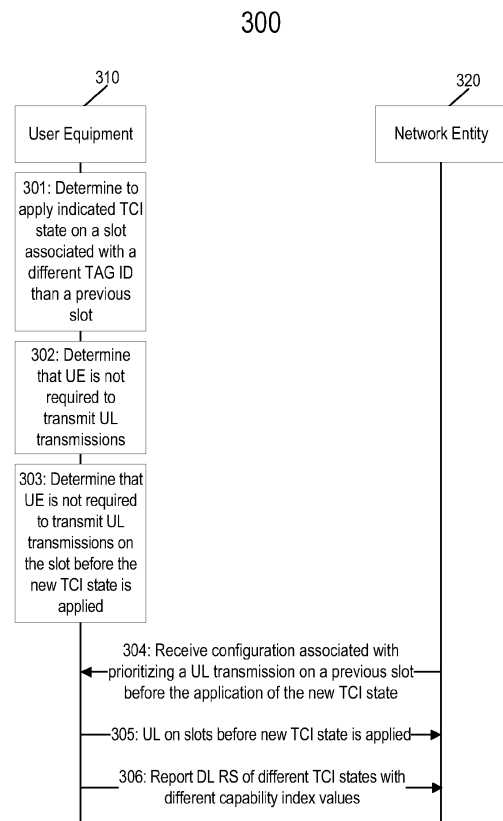 300
310
320
User Equipment
Network Entity
301: Determine to
apply indicated TCI
state on a slot
associated with a
different TAG ID
than a previous
slot
302: Determine
that UE is not
required to
transmit UL
transmissions
303: Determine that
UE is not required
to transmit UL
transmissions on
the slot before the
new TCI state is
applied
304: Receive configuration associated with
prioritizing a UL transmission on a previous slot
before the application of the new TCI state
305: UL on slots before new TCI state is applied
306: Report DL RS of different TCI states with
different capability index values